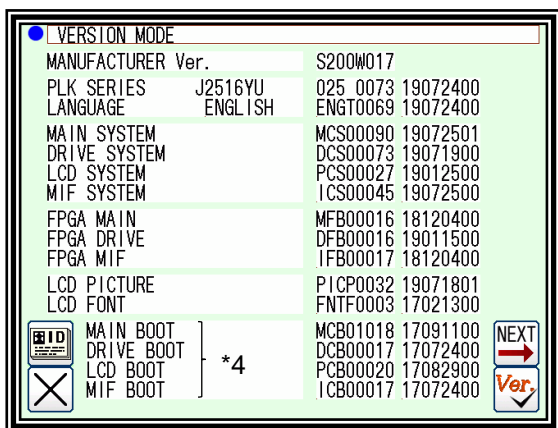 VERSION MODE
MANUFACTURER Ver. S200W017
PLK SERIES J2516YU 025 0073 19072400
LANGUAGE ENGLISH ENGT0069 19072400
MAIN SYSTEM MCS00090 19072501
DRIVE SYSTEM DCS00073 19071900
LCD SYSTEM PCS00027 19012500
MIF SYSTEM ICS00045 19072500
FPGA MAIN MFB00016 18120400
FPGA DRIVE DFB00016 19011500
FPGA MIF IFB00017 18120400
LCD PICTURE PICP0032 19071801
LCD FONT FNTF0003 17021300
ID MAIN BOOT MCB01018 17091100 NEXT
DRIVE BOOT DCB00017 17072400
LCD BOOT *4 PCB00020 17082900
MIF BOOT ICB00017 17072400 Ver.